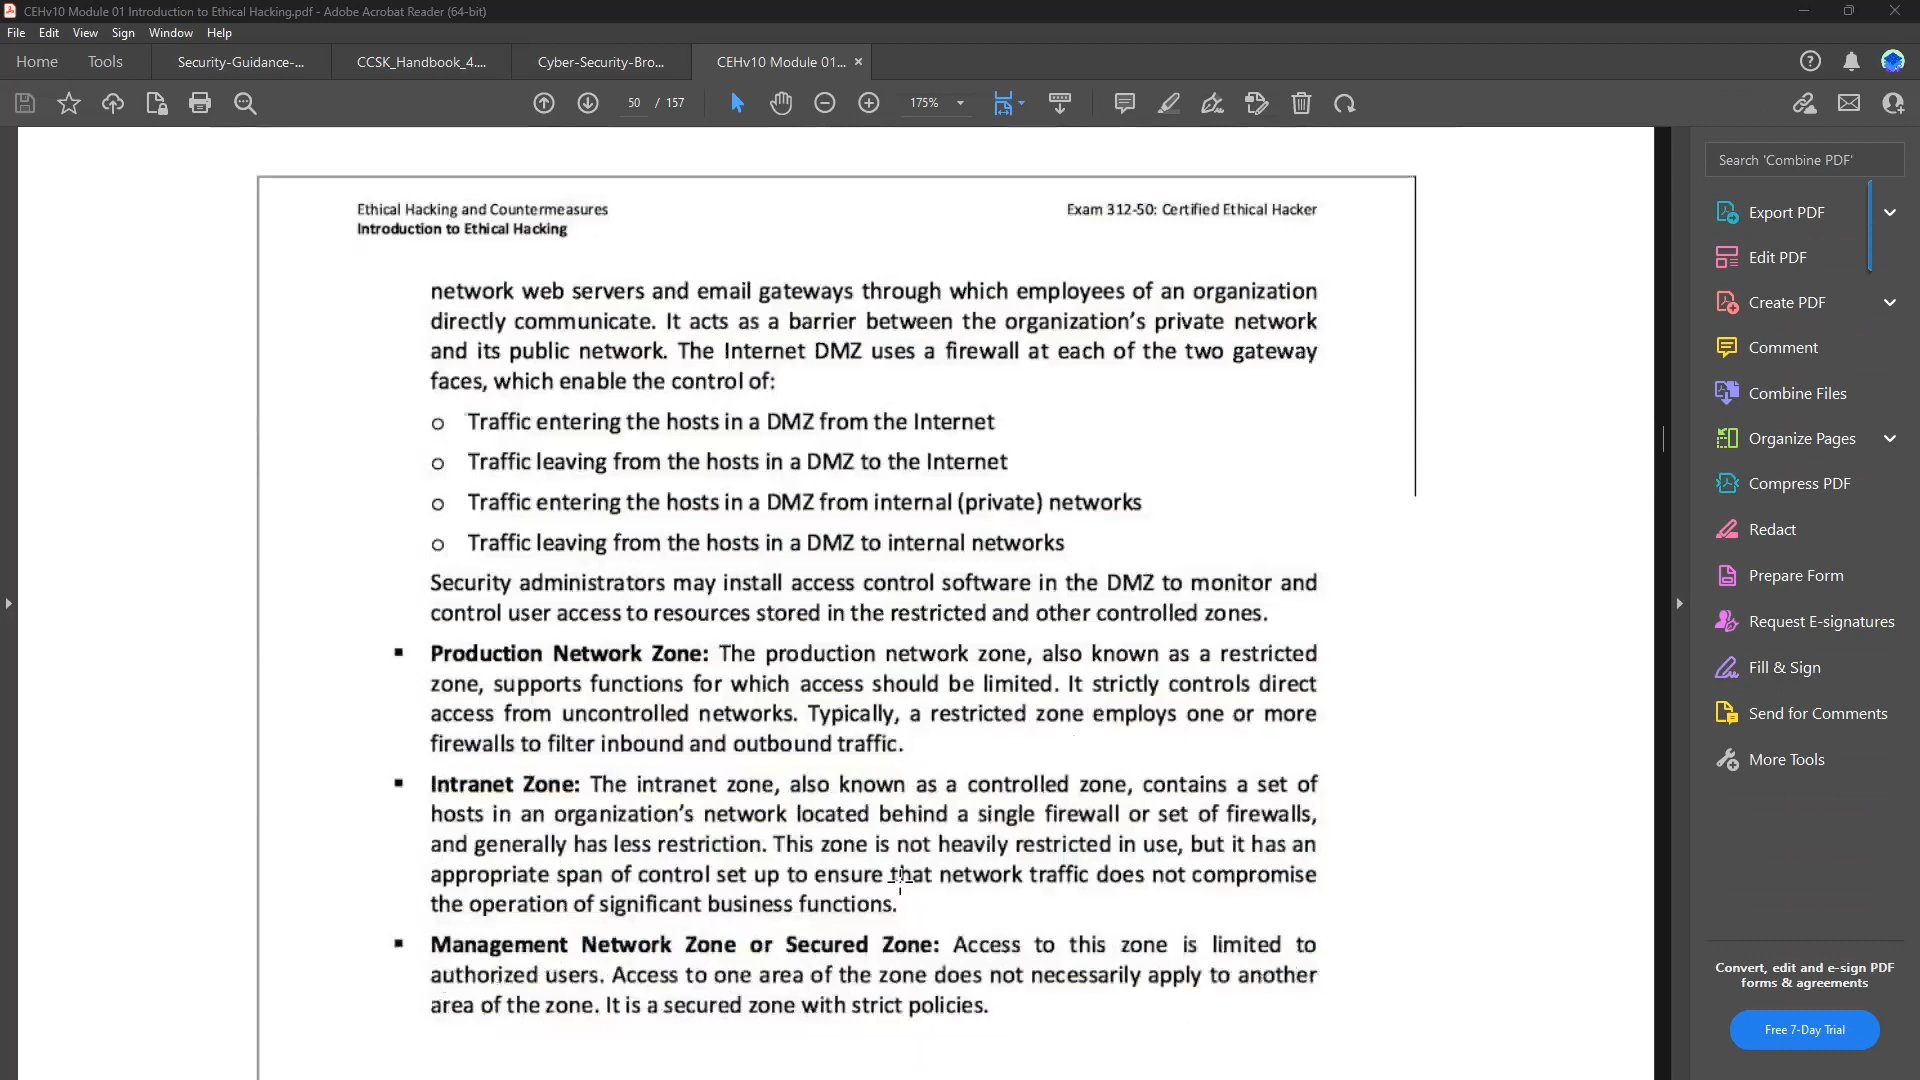 CEHv10 Module 01 Introduction to Ethical Hacking.pdf - Adobe Acrobat Reader (64-bit)
File Edit View Sign Window Help
Home Tools Security-Guidance-... CCSK_Handbook_4.... Cyber-Security-Bro... CEHv10 Module 01... ×
50 / 157 175%
Search 'Combine PDF'
Ethical Hacking and Countermeasures Exam 312-50: Certified Ethical Hacker
Introduction to Ethical Hacking
network web servers and email gateways through which employees of an organization
directly communicate. It acts as a barrier between the organization's private network
and its public network. The Internet DMZ uses a firewall at each of the two gateway
faces, which enable the control of:
o Traffic entering the hosts in a DMZ from the Internet
o Traffic leaving from the hosts in a DMZ to the Internet
o Traffic entering the hosts in a DMZ from internal (private) networks
o Traffic leaving from the hosts in a DMZ to internal networks
Security administrators may install access control software in the DMZ to monitor and
control user access to resources stored in the restricted and other controlled zones.
▪ Production Network Zone: The production network zone, also known as a restricted
zone, supports functions for which access should be limited. It strictly controls direct
access from uncontrolled networks. Typically, a restricted zone employs one or more
firewalls to filter inbound and outbound traffic.
▪ Intranet Zone: The intranet zone, also known as a controlled zone, contains a set of
hosts in an organization's network located behind a single firewall or set of firewalls,
and generally has less restriction. This zone is not heavily restricted in use, but it has an
appropriate span of control set up to ensure that network traffic does not compromise
the operation of significant business functions.
▪ Management Network Zone or Secured Zone: Access to this zone is limited to
authorized users. Access to one area of the zone does not necessarily apply to another
area of the zone. It is a secured zone with strict policies.
Export PDF
Edit PDF
Create PDF
Comment
Combine Files
Organize Pages
Compress PDF
Redact
Prepare Form
Request E-signatures
Fill & Sign
Send for Comments
More Tools
Convert, edit and e-sign PDF
forms & agreements
Free 7-Day Trial